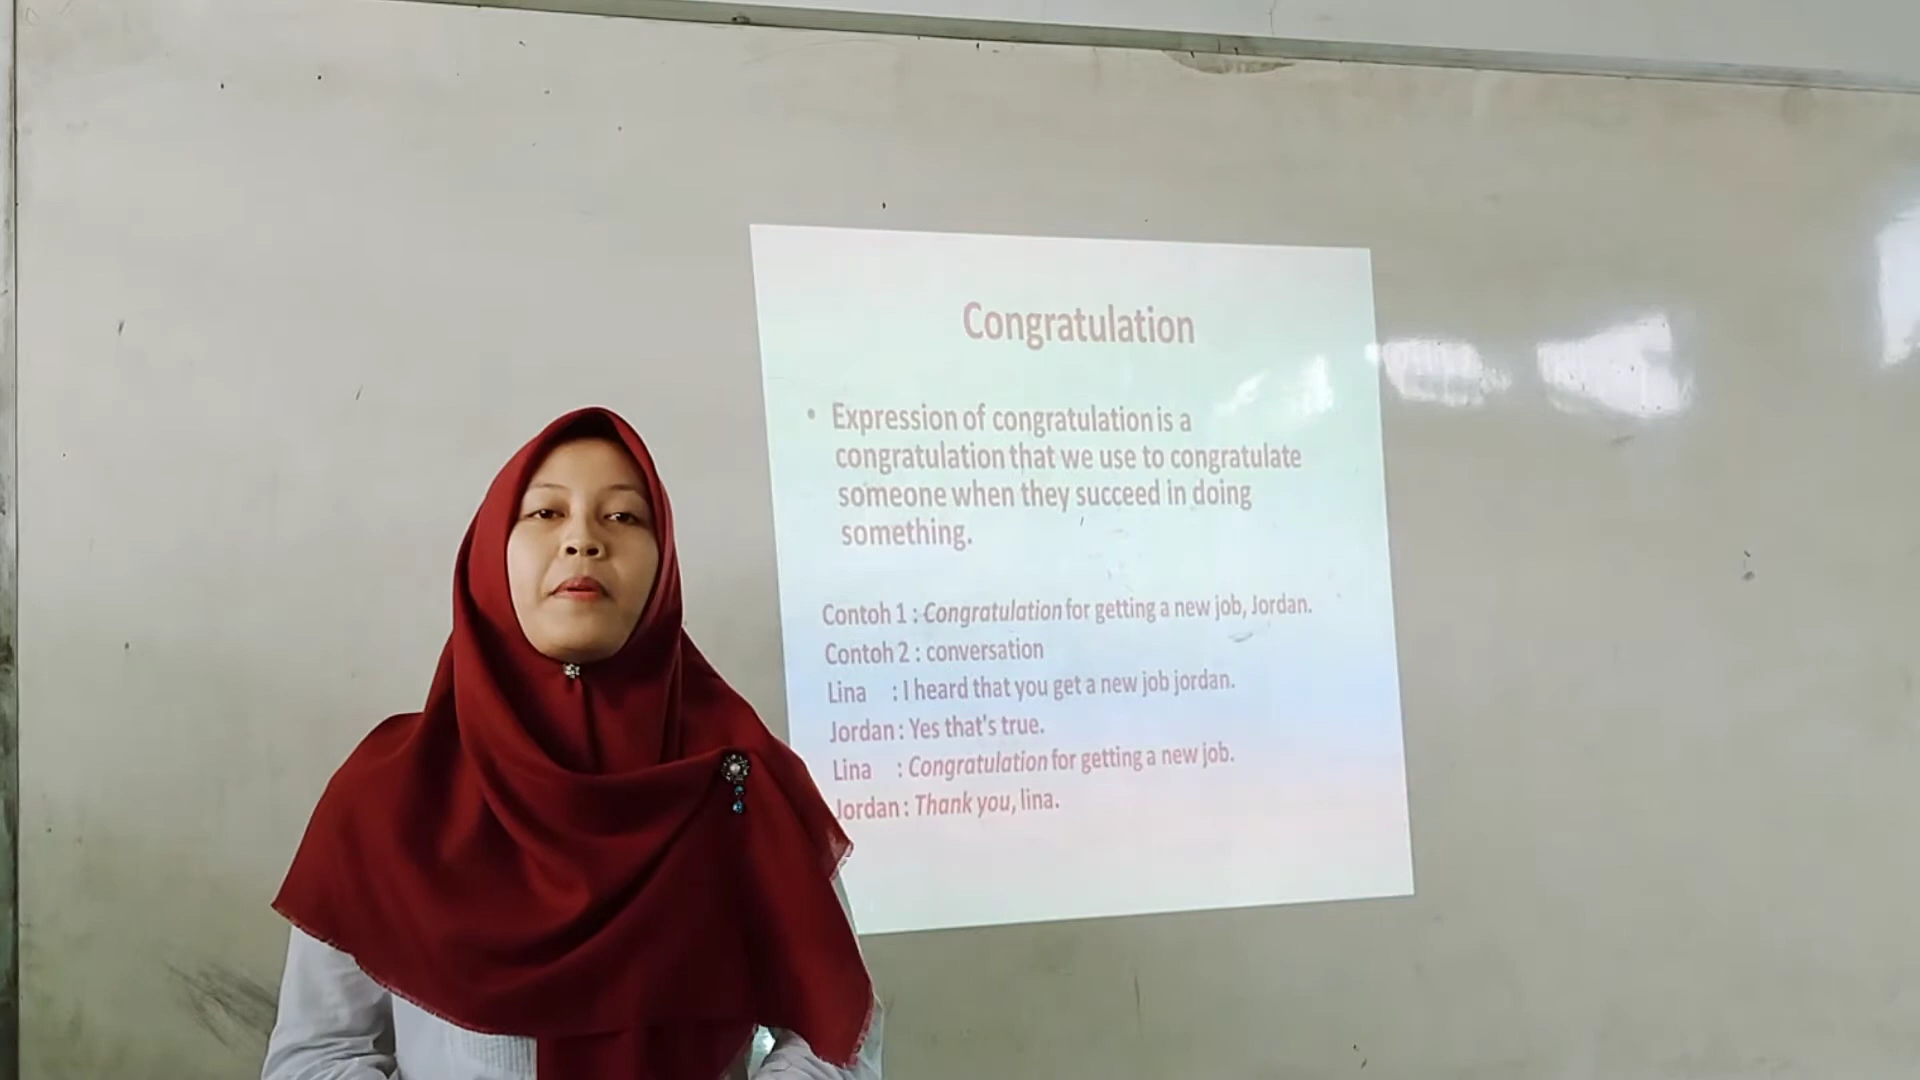 Congratulation
• Expression of congratulation is a
congratulation that we use to congratulate
someone when they succeed in doing
something.
Contoh 1 : Congratulation for getting a new job, Jordan.
Contoh 2 : conversation
Lina : I heard that you get a new job jordan.
Jordan : Yes that's true.
Lina : Congratulation for getting a new job.
Jordan : Thank you, lina.